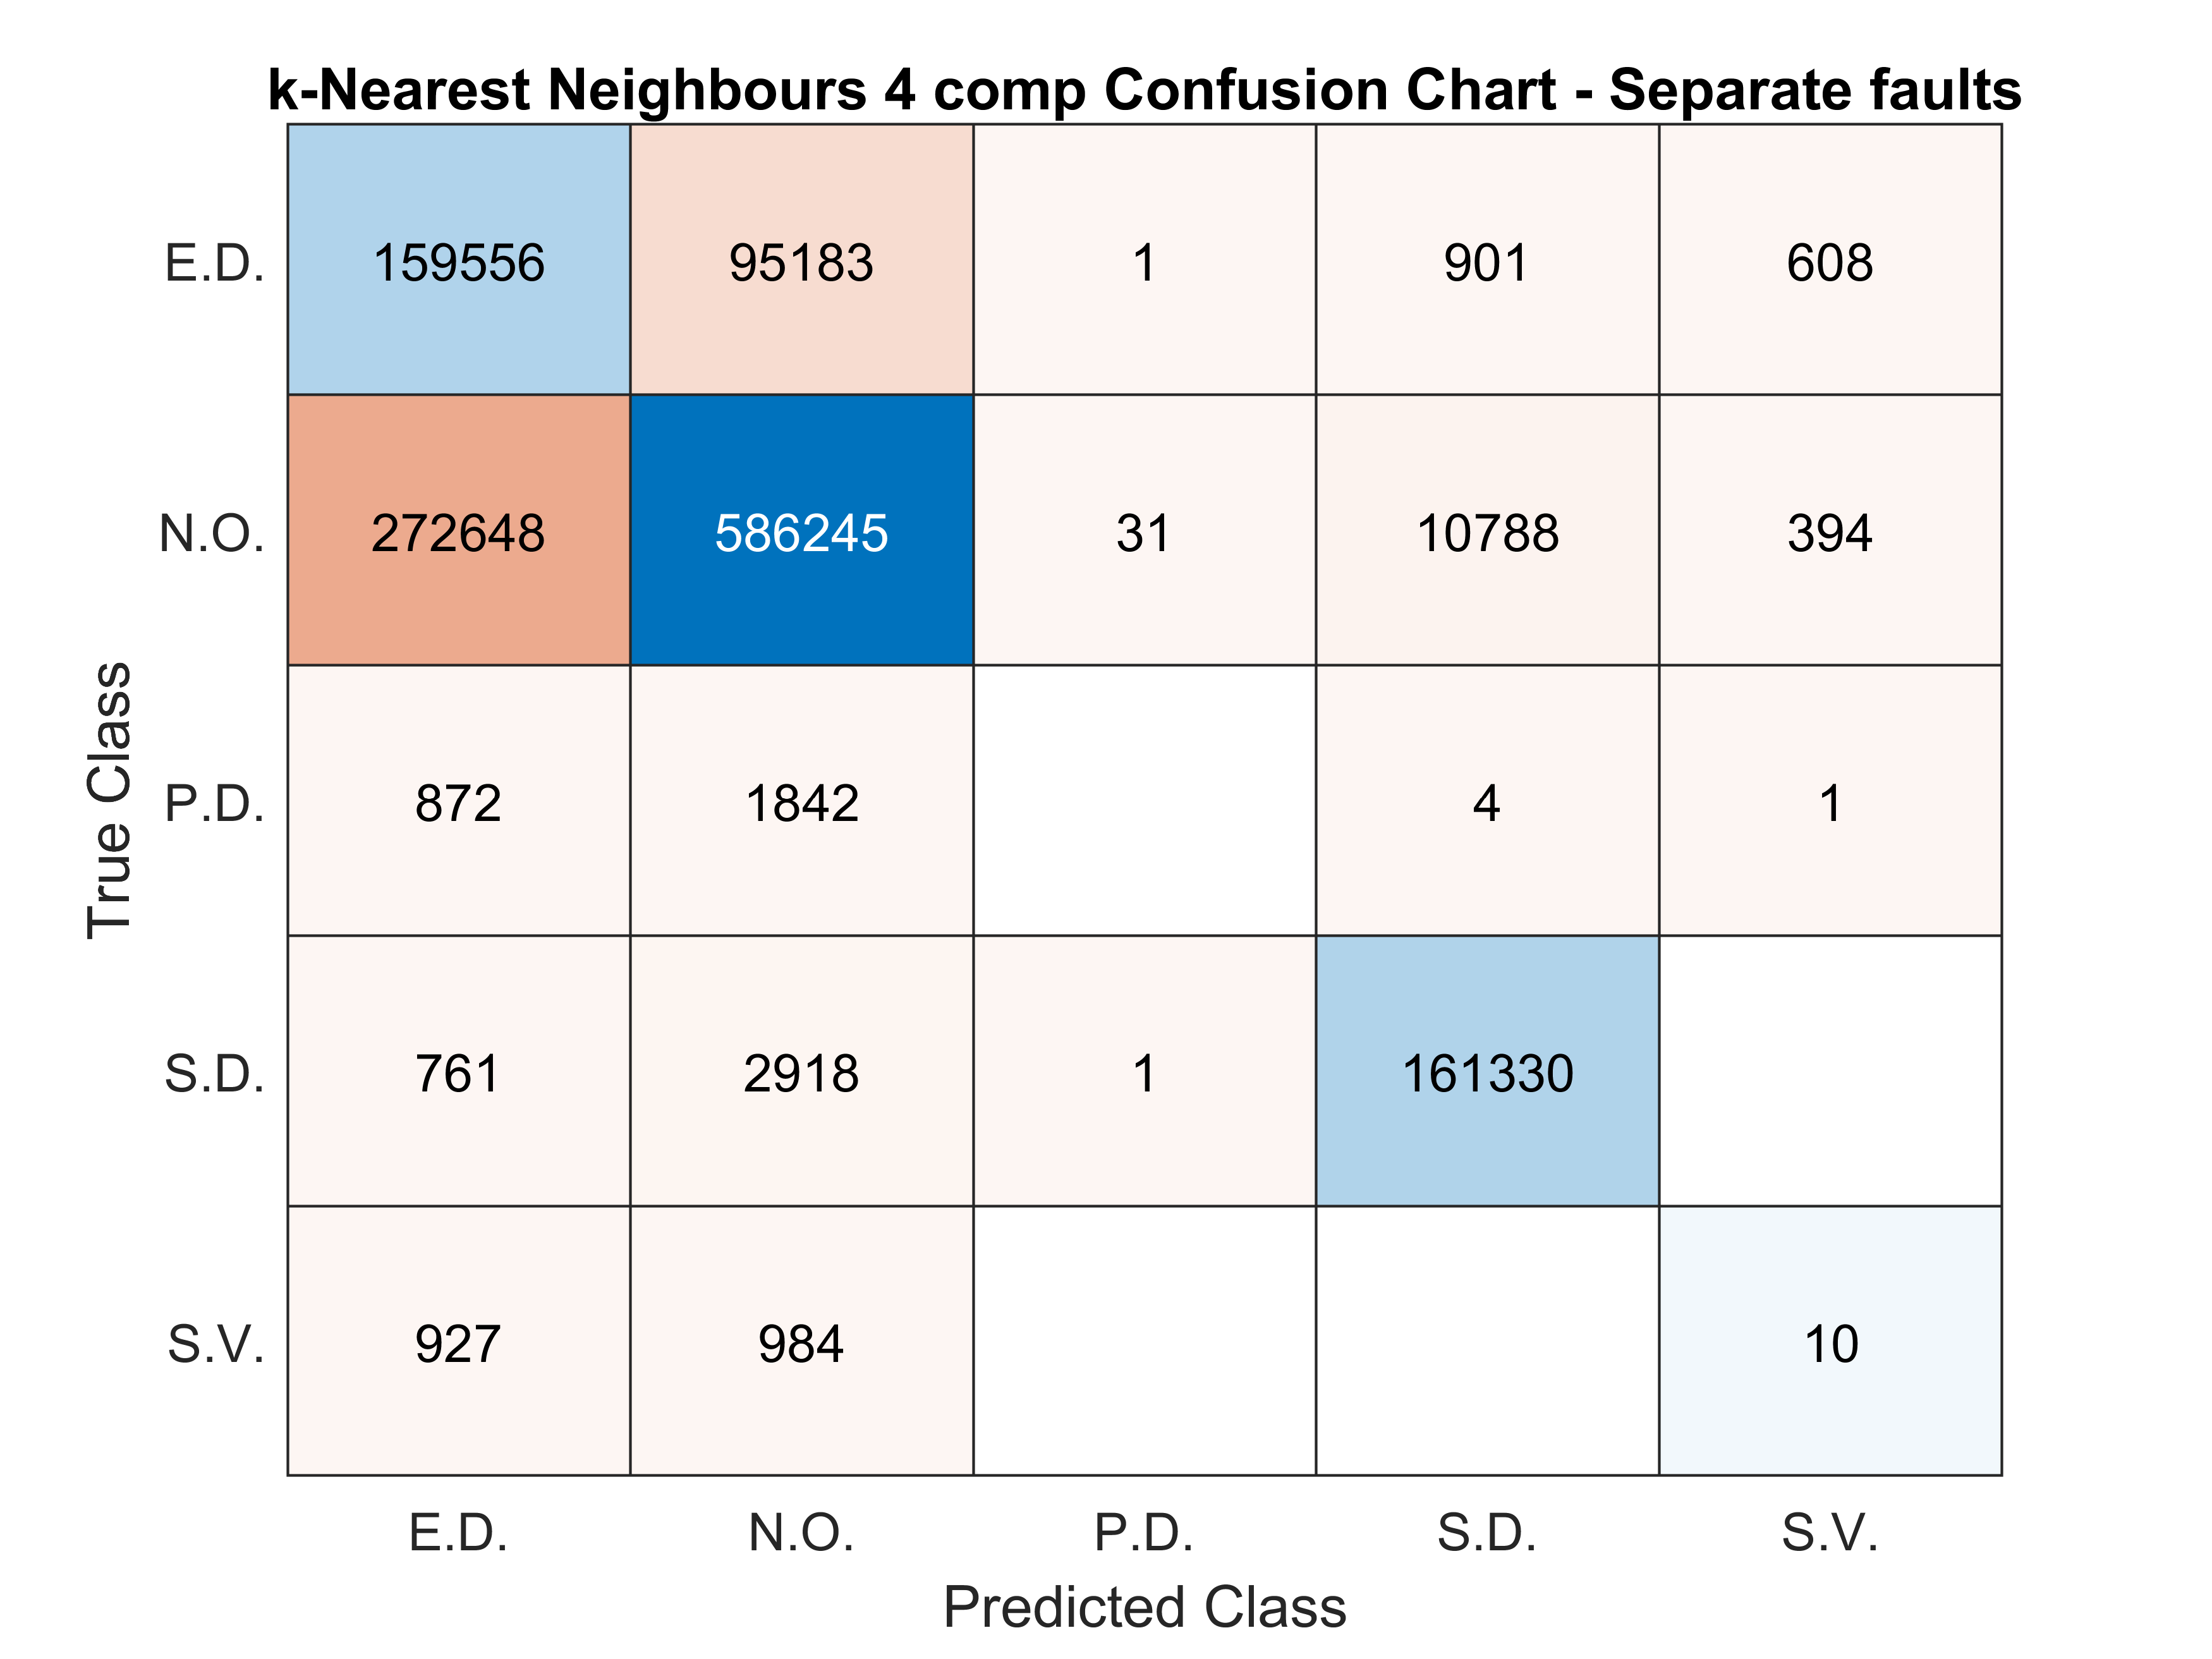 k-Nearest Neighbours 4 comp Confusion Chart - Separate faults
E.D. 159556 95183 1 901 608
N.O. 272648 586245 31 10788 394
P.D. 872 1842 4 1
S.D. 761 2918 1 161330
S.V. 927 984 10
True Class
E.D. N.O. P.D. S.D. S.V.
Predicted Class